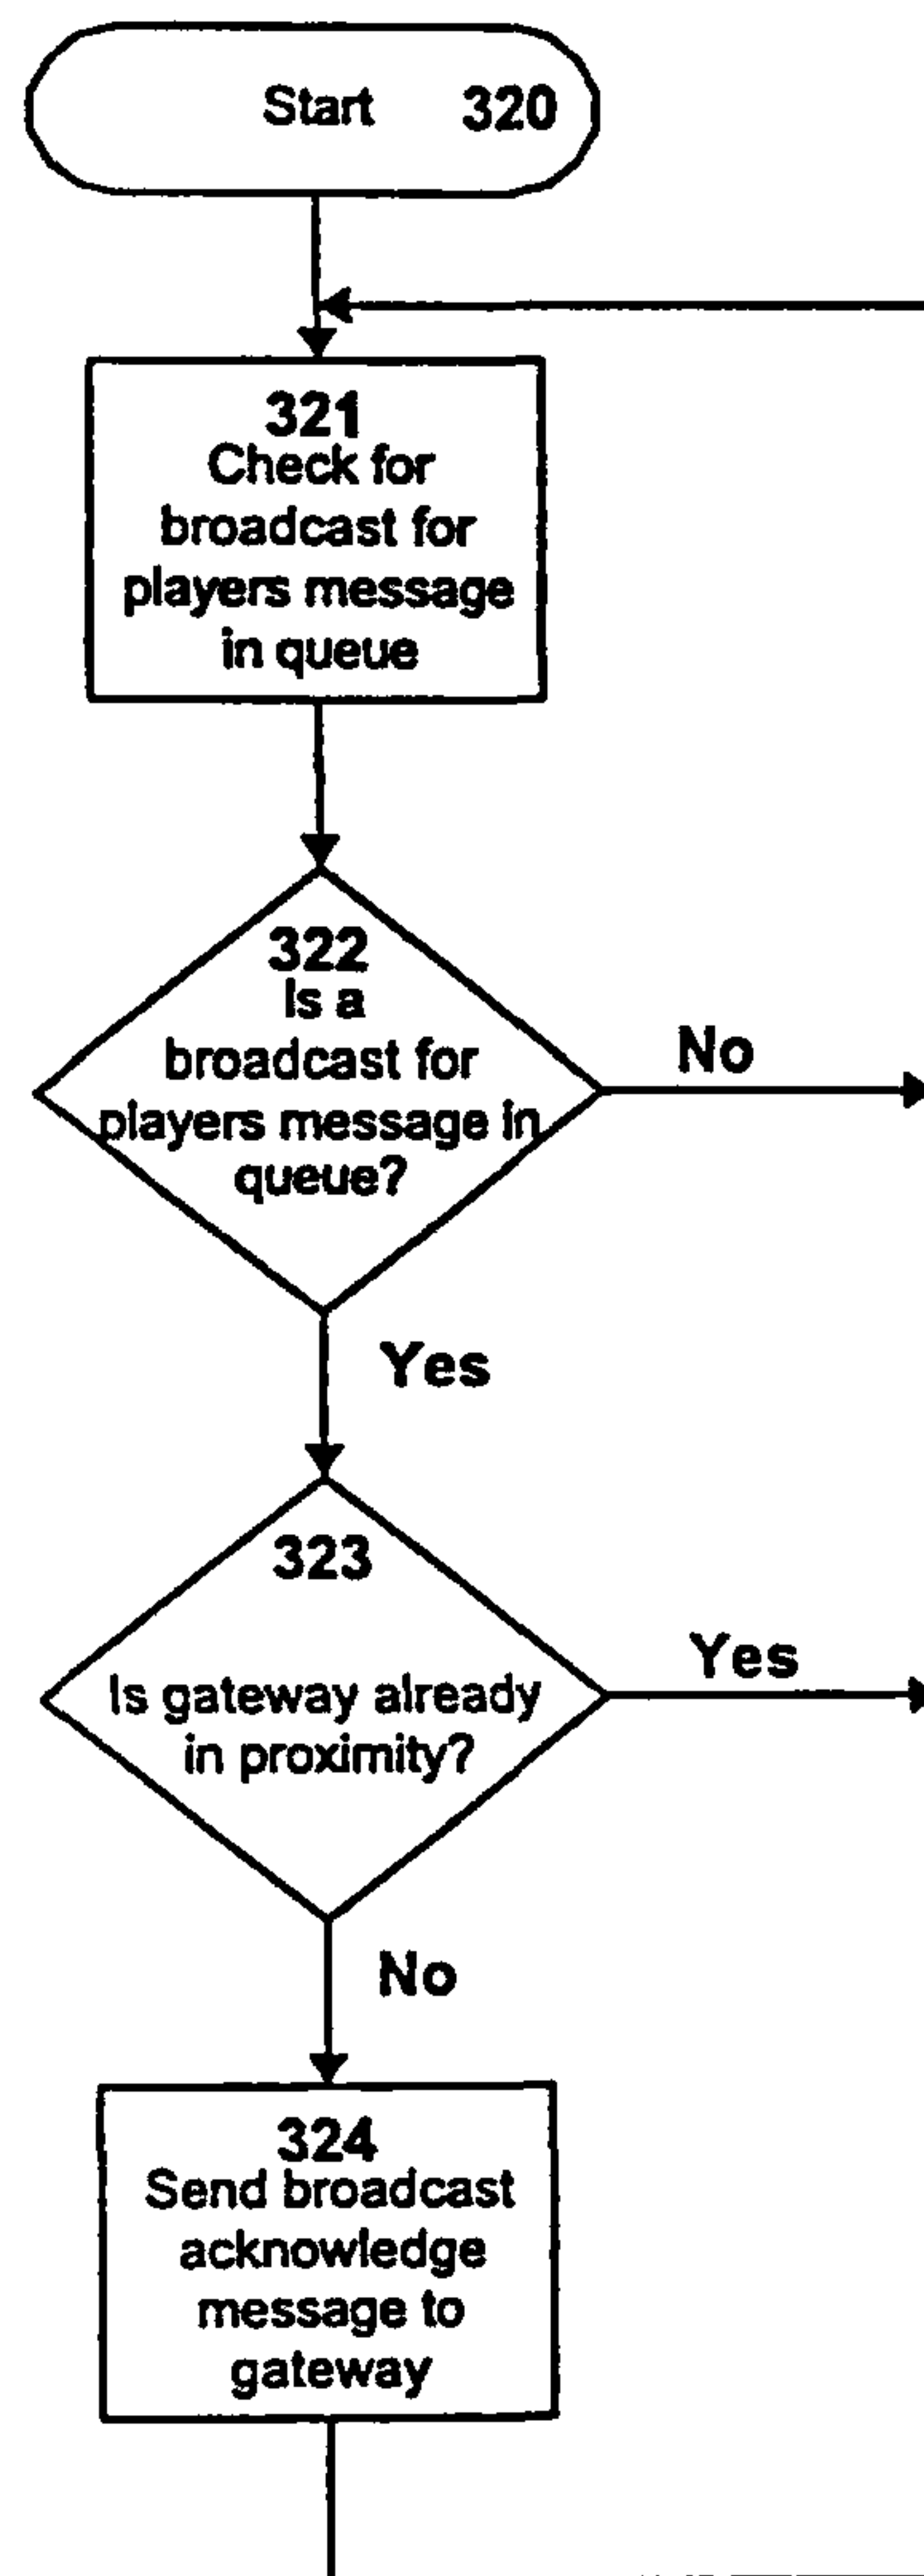 Start 320
321
Check for
broadcast for
players message
in queue
322
Is a
broadcast for
players message in
queue?
No
Yes
323
Is gateway already
in proximity?
Yes
No
324
Send broadcast
acknowledge
message to
gateway